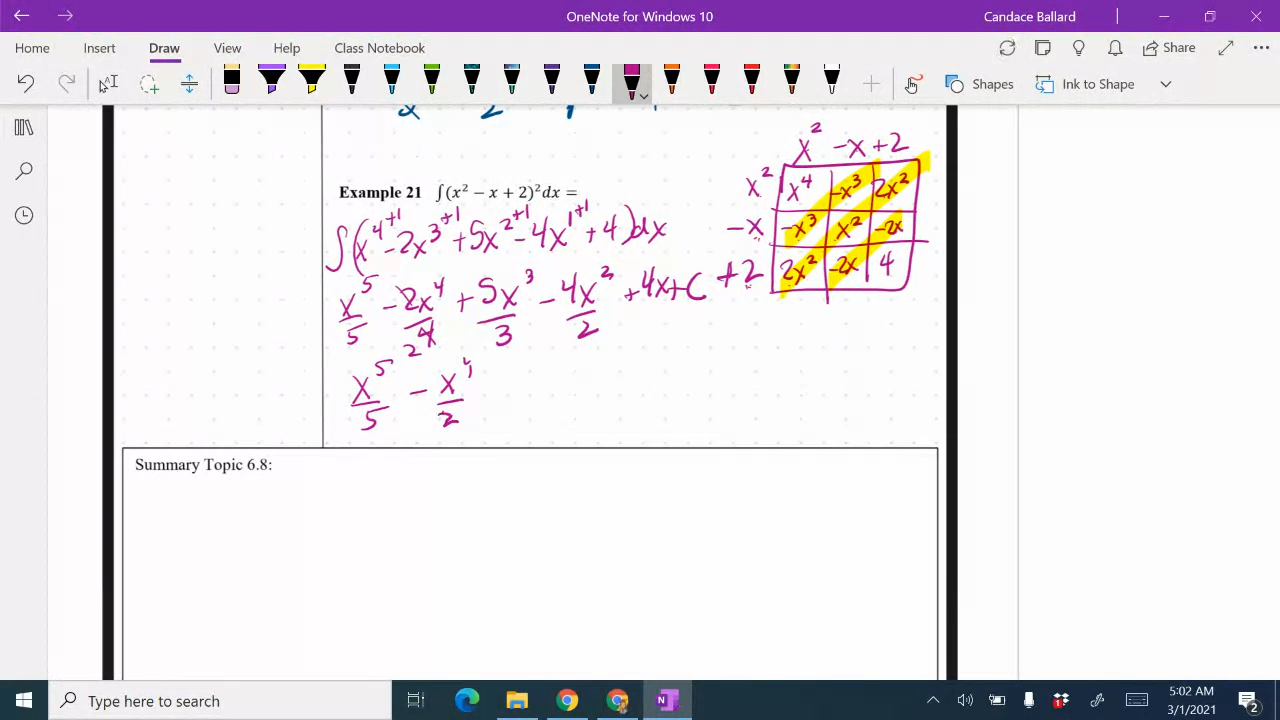 OneNote for Windows 10
Candace Ballard
Home Insert Draw View Help Class Notebook
Share
Shapes
Ink to Shape
x² -x +2
x² x⁴ -x³ 2x²
-x -x³ x² -2x
+2 2x² -2x 4
Example 21 ∫(x² − x + 2)²dx =
∫(x⁴⁺¹ -2x³⁺¹ +5x²⁺¹ -4x¹⁺¹ +4)dx
x⁵/5 - 2x⁴/4 + 5x³/3 - 4x²/2 +4x+C
2
x⁵/5 - x⁴/2
Summary Topic 6.8:
Type here to search
5:02 AM
3/1/2021
1
2